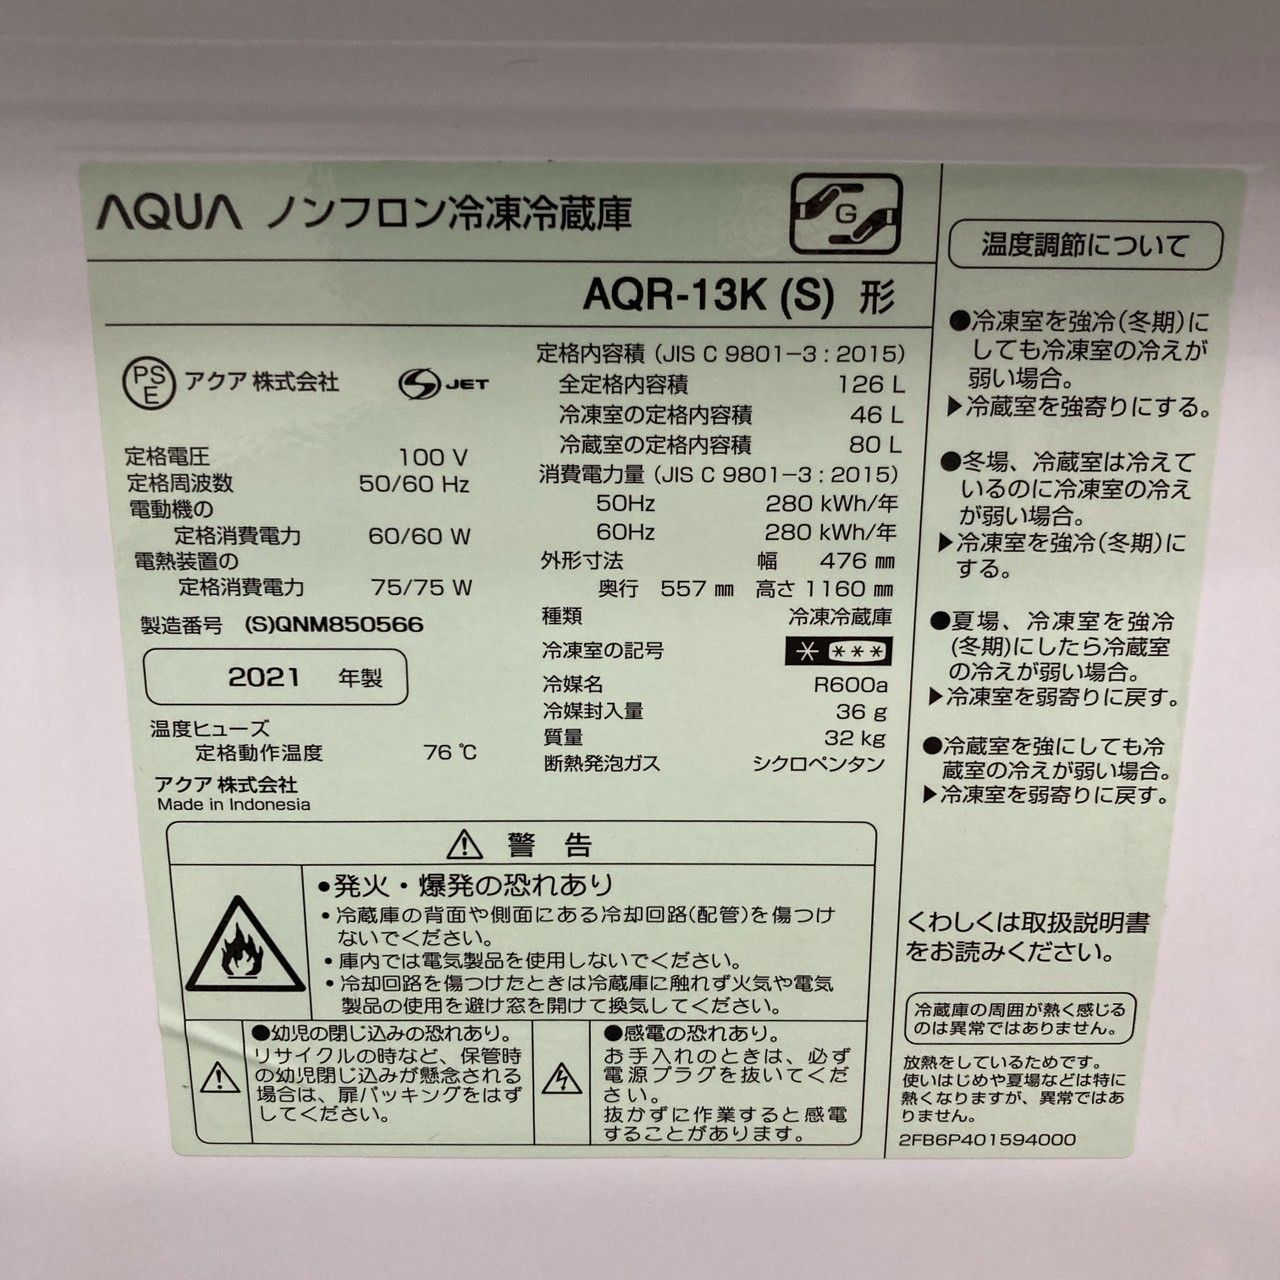 AQUA ノンフロン冷凍冷蔵庫
G
AQR-13K (S) 形
PSE アクア 株式会社
S JET
定格電圧 100 V
定格周波数 50/60 Hz
電動機の
定格消費電力 60/60 W
電熱装置の
定格消費電力 75/75 W
製造番号 (S)QNM850566
2021 年製
温度ヒューズ
定格動作温度 76 ℃
アクア 株式会社
Made in Indonesia
定格内容積 (JIS C 9801−3 : 2015)
全定格内容積 126 L
冷凍室の定格内容積 46 L
冷蔵室の定格内容積 80 L
消費電力量 (JIS C 9801−3 : 2015)
50Hz 280 kWh/年
60Hz 280 kWh/年
外形寸法 幅 476 ㎜
奥行 557 ㎜ 高さ 1160 ㎜
種類 冷凍冷蔵庫
冷凍室の記号 * ***
冷媒名 R600a
冷媒封入量 36 g
質量 32 kg
断熱発泡ガス シクロペンタン
⚠ 警 告
●発火・爆発の恐れあり
・冷蔵庫の背面や側面にある冷却回路(配管)を傷つけ
ないでください。
・庫内では電気製品を使用しないでください。
・冷却回路を傷つけたときは冷蔵庫に触れず火気や電気
製品の使用を避け窓を開けて換気してください。
●幼児の閉じ込みの恐れあり。
リサイクルの時など、保管時
の幼児閉じ込みが懸念される
場合は、扉パッキングをはず
してください。
●感電の恐れあり。
お手入れのときは、必ず
電源プラグを抜いてくだ
さい。
抜かずに作業すると感電
することがあります。
温度調節について
●冷凍室を強冷(冬期)に
しても冷凍室の冷えが
弱い場合。
▶冷蔵室を強寄りにする。
●冬場、冷蔵室は冷えて
いるのに冷凍室の冷え
が弱い場合。
▶冷凍室を強冷(冬期)に
する。
●夏場、冷凍室を強冷
(冬期)にしたら冷蔵室
の冷えが弱い場合。
▶冷凍室を弱寄りに戻す。
●冷蔵室を強にしても冷
蔵室の冷えが弱い場合。
▶冷凍室を弱寄りに戻す。
くわしくは取扱説明書
をお読みください。
冷蔵庫の周囲が熱く感じる
のは異常ではありません。
放熱をしているためです。
使いはじめや夏場などは特に
熱くなりますが、異常ではあ
りません。
2FB6P401594000